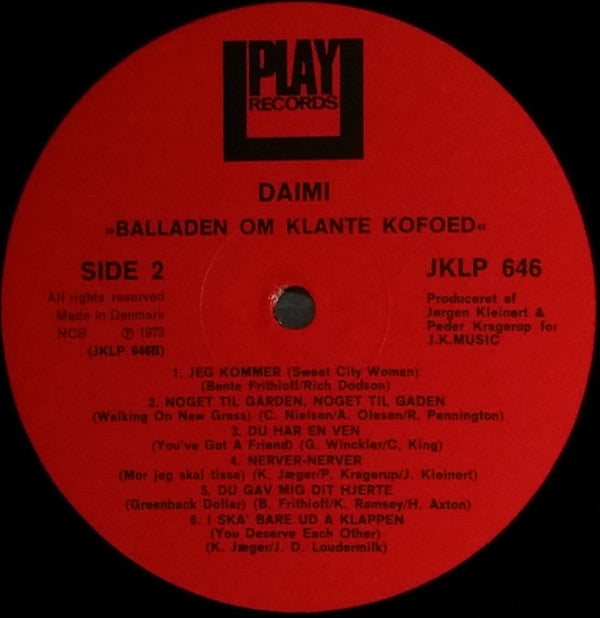 PLAY
RECORDS
DAIMI
»BALLADEN OM KLANTE KOFOED«
SIDE 2
All rights reserved
Made in Denmark
NCB ℗ 1973
(JKLP 646B)
JKLP 646
Produceret af
Jørgen Kleinert &
Peder Kragerup for
J.K.MUSIC
1. JEG KOMMER (Sweet City Woman)
(Bente Frithioff/Rich Dodson)
2. NOGET TIL GÅRDEN, NOGET TIL GADEN
(Walking On New Grass) (C. Nielsen/A. Olesen/R. Pennington)
3. DU HAR EN VEN
(You've Got A Friend) (G. Winckler/C. King)
4. NERVER-NERVER
(Mor jeg skal tisse) (K. Jæger/P. Kragerup/J. Kleinert)
5. DU GAV MIG DIT HJERTE
(Greenback Dollar) (B. Frithioff/K. Ramsey/H. Axton)
6. I SKA' BARE UD Å KLAPPEN
(You Deserve Each Other)
(K. Jæger/J. D. Loudermilk)